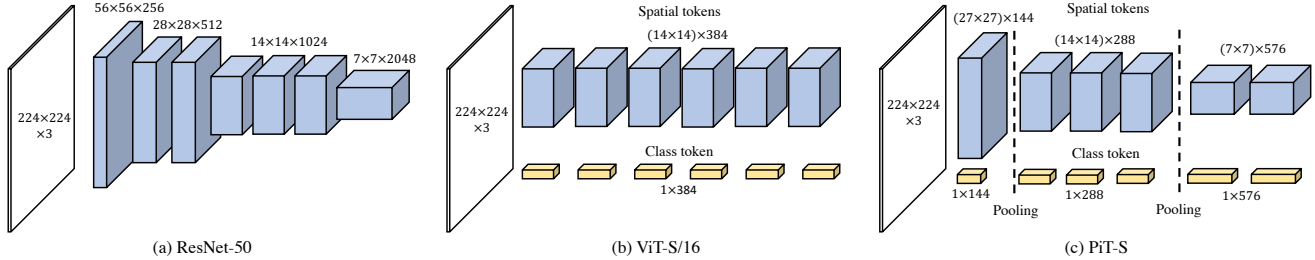 56×56×256
28×28×512
14×14×1024
7×7×2048
224×224
×3
(a) ResNet-50
Spatial tokens
(14×14)×384
224×224
×3
Class token
1×384
(b) ViT-S/16
(27×27)×144
Spatial tokens
(14×14)×288
(7×7)×576
224×224
×3
Class token
1×144
1×288
1×576
Pooling
Pooling
(c) PiT-S